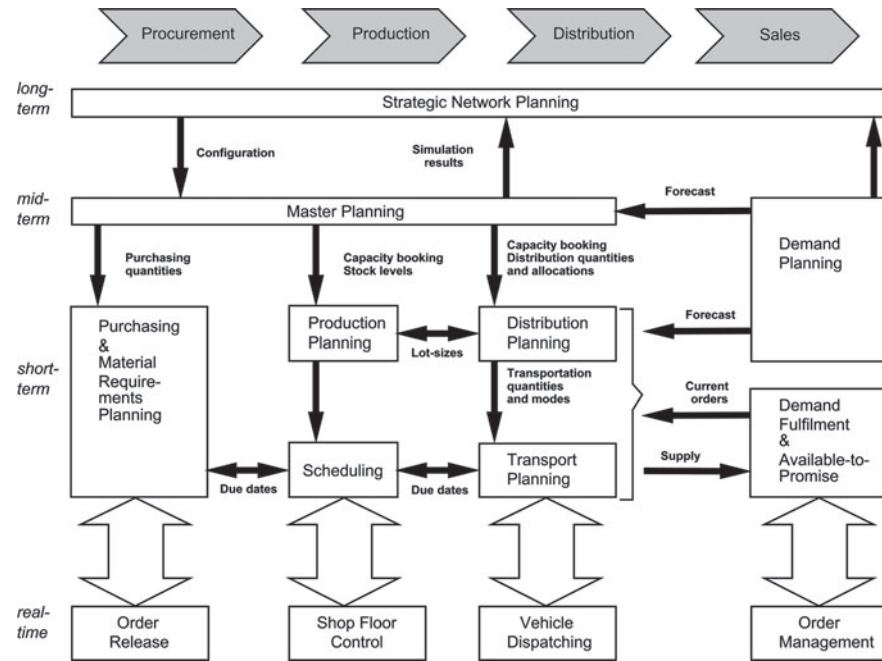 Procurement
Production
Distribution
Sales
long-
term
Strategic Network Planning
Configuration
Simulation
results
mid-
term
Master Planning
Forecast
Demand
Planning
Purchasing
quantities
Capacity booking
Stock levels
Capacity booking
Distribution quantities
and allocations
short-
term
Purchasing
&
Material
Require-
ments
Planning
Production
Planning
Lot-sizes
Distribution
Planning
Forecast
Transportation
quantities
and modes
Current
orders
Demand
Fulfilment
&
Available-to-
Promise
Due dates
Scheduling
Due dates
Transport
Planning
Supply
real-
time
Order
Release
Shop Floor
Control
Vehicle
Dispatching
Order
Management